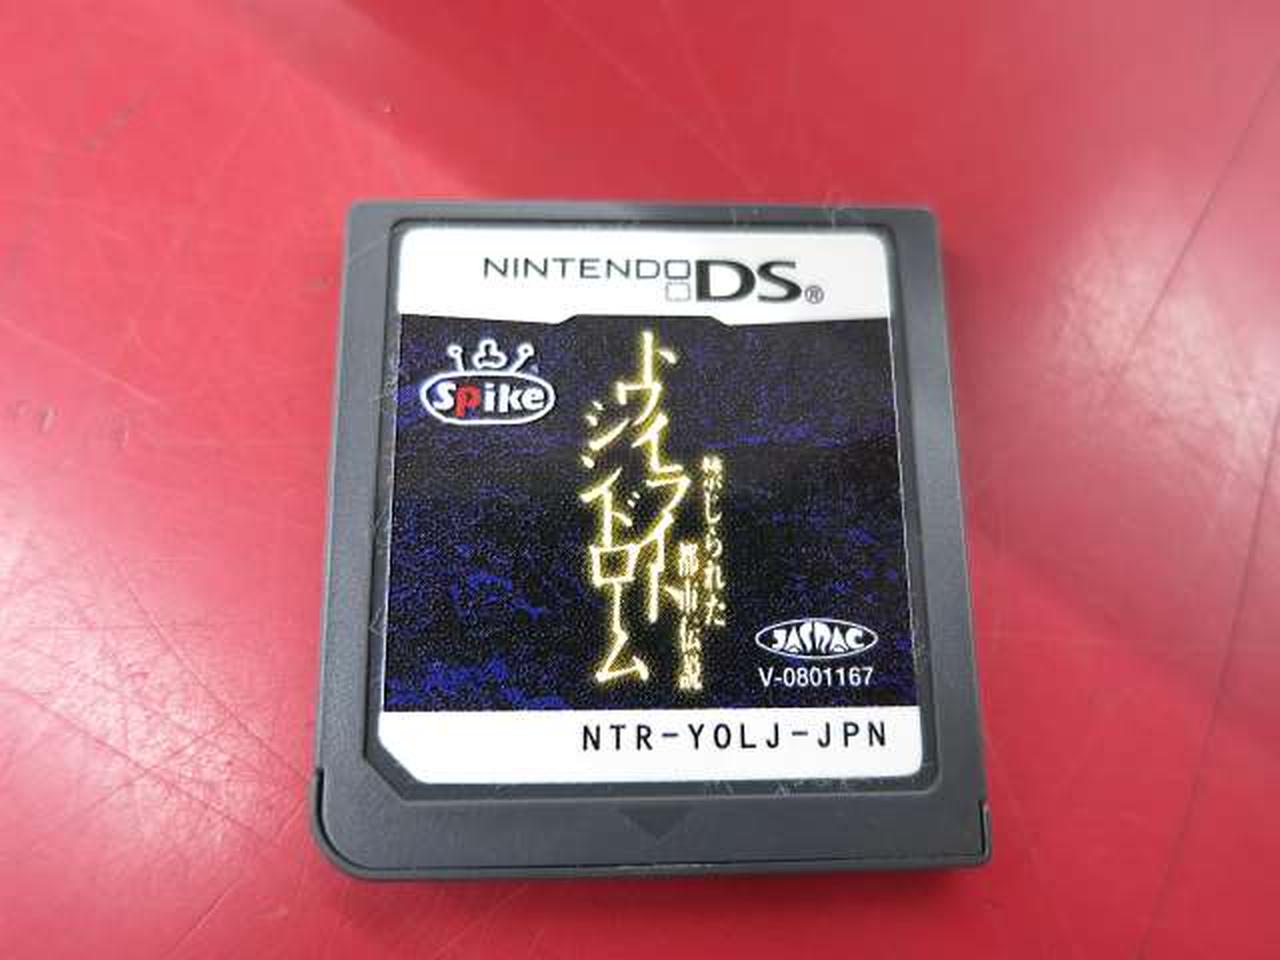 NINTENDO DS®
Spike
トワイライト
シンドローム
禁じられた
都市伝説
JASRAC
V-0801167
NTR-YOLJ-JPN